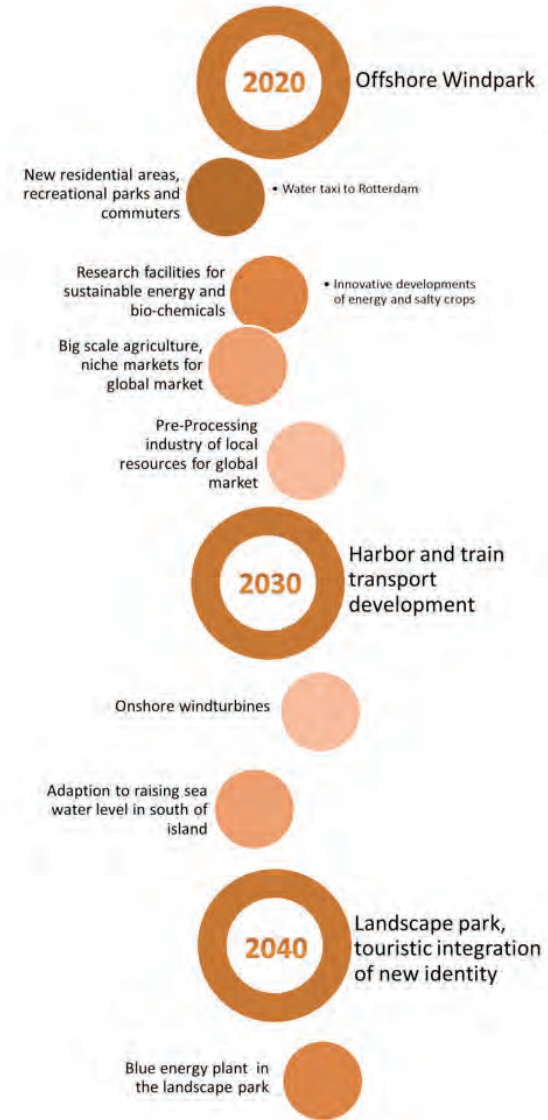 2020
Offshore Windpark
New residential areas,
recreational parks and
commuters
• Water taxi to Rotterdam
Research facilities for
sustainable energy and
bio-chemicals
• Innovative developments
of energy and salty crops
Big scale agriculture,
niche markets for
global market
Pre-Processing
industry of local
resources for global
market
2030
Harbor and train
transport
development
Onshore windturbines
Adaption to raising sea
water level in south of
island
2040
Landscape park,
touristic integration
of new identity
Blue energy plant in
the landscape park